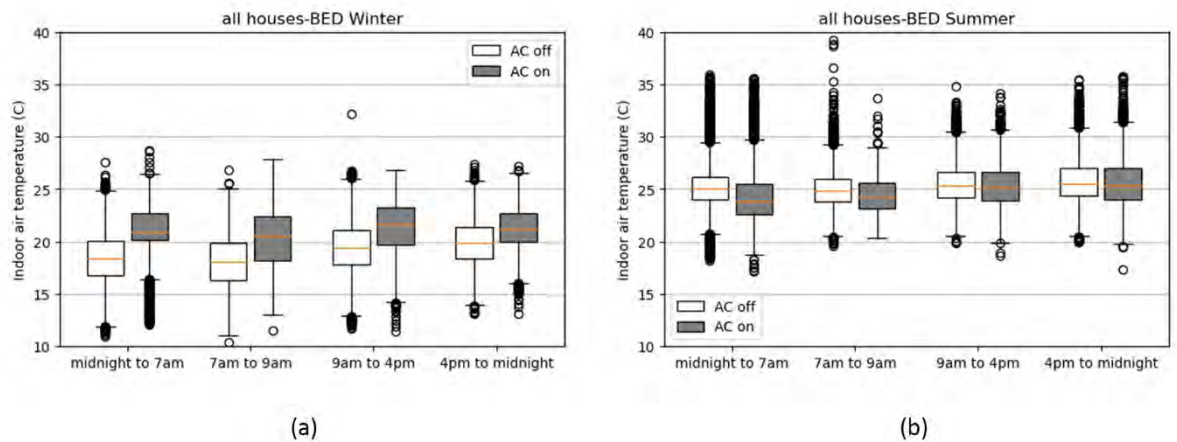 all houses-BED Winter
40
35
30
25
20
15
10
Indoor air temperature (C)
AC off
AC on
midnight to 7am
7am to 9am
9am to 4pm
4pm to midnight
(a)
all houses-BED Summer
40
35
30
25
20
15
10
Indoor air temperature (C)
AC off
AC on
midnight to 7am
7am to 9am
9am to 4pm
4pm to midnight
(b)